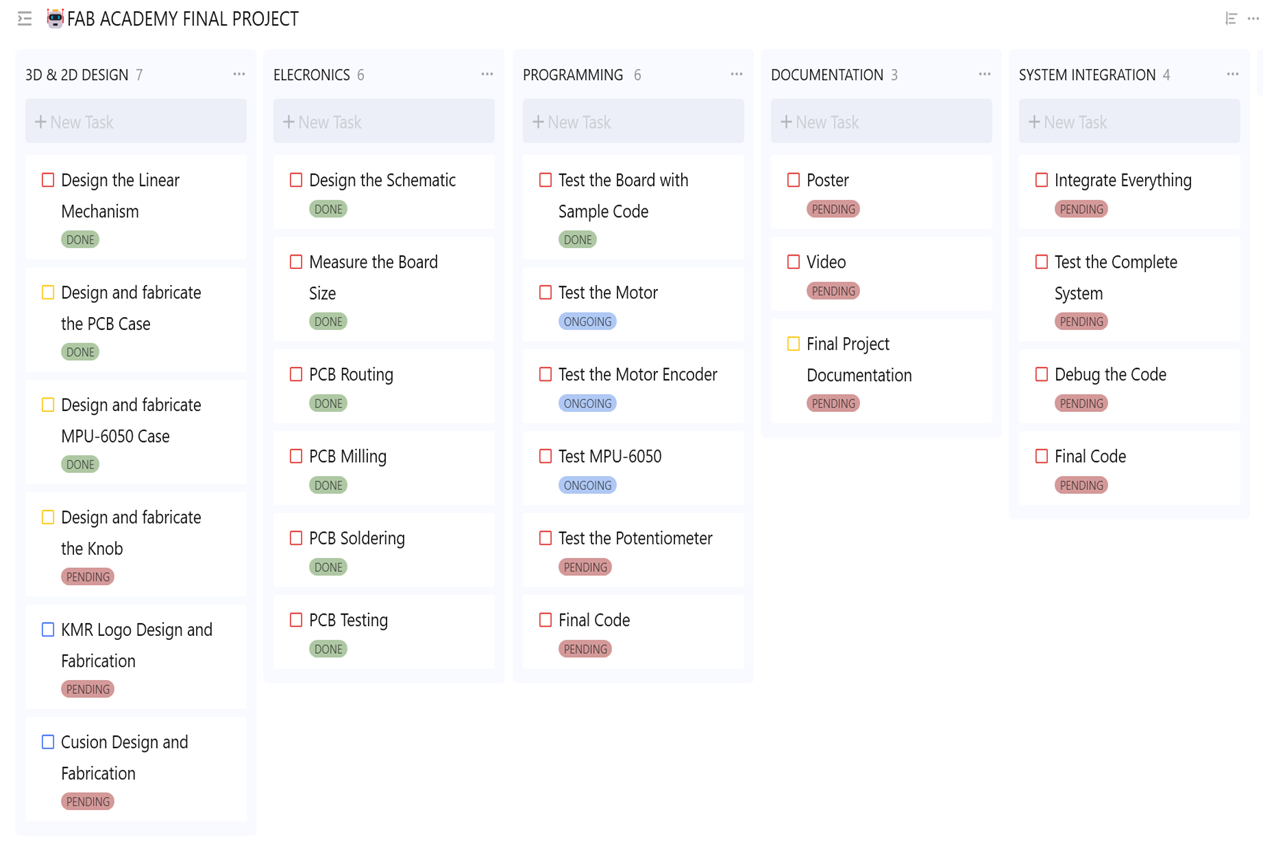 FAB ACADEMY FINAL PROJECT
3D & 2D DESIGN 7
+ New Task
Design the Linear
Mechanism
DONE
Design and fabricate
the PCB Case
DONE
Design and fabricate
MPU-6050 Case
DONE
Design and fabricate
the Knob
PENDING
KMR Logo Design and
Fabrication
PENDING
Cusion Design and
Fabrication
PENDING
ELECRONICS 6
+ New Task
Design the Schematic
DONE
Measure the Board
Size
DONE
PCB Routing
DONE
PCB Milling
DONE
PCB Soldering
DONE
PCB Testing
DONE
PROGRAMMING 6
+ New Task
Test the Board with
Sample Code
DONE
Test the Motor
ONGOING
Test the Motor Encoder
ONGOING
Test MPU-6050
ONGOING
Test the Potentiometer
PENDING
Final Code
PENDING
DOCUMENTATION 3
+ New Task
Poster
PENDING
Video
PENDING
Final Project
Documentation
PENDING
SYSTEM INTEGRATION 4
+ New Task
Integrate Everything
PENDING
Test the Complete
System
PENDING
Debug the Code
PENDING
Final Code
PENDING